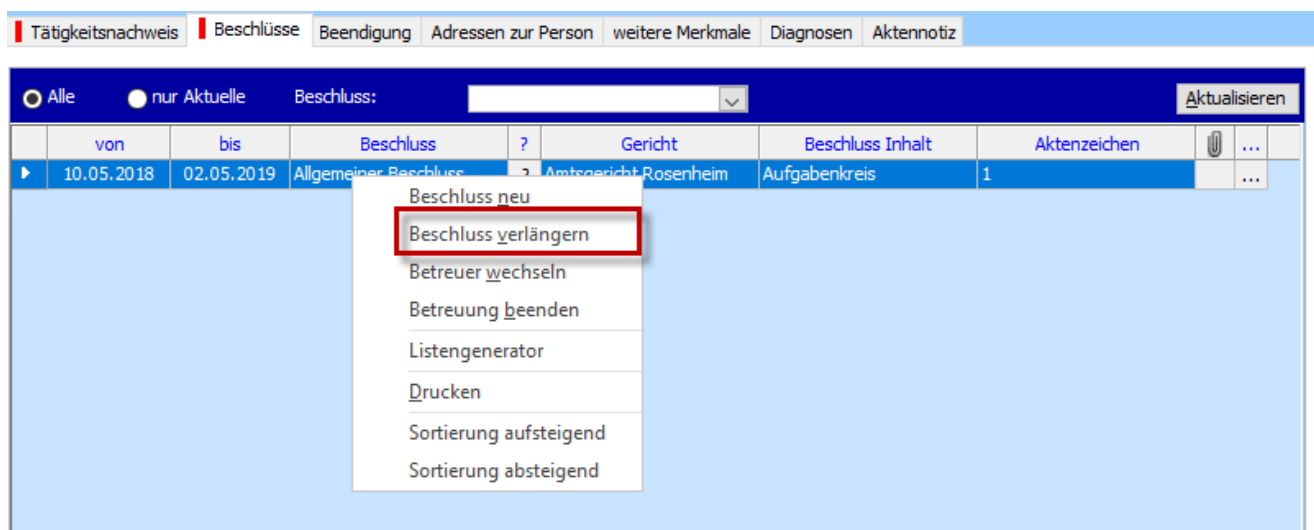 Tätigkeitsnachweis Beschlüsse Beendigung Adressen zur Person weitere Merkmale Diagnosen Aktennotiz
Alle nur Aktuelle Beschluss: Aktualisieren
von bis Beschluss ? Gericht Beschluss Inhalt Aktenzeichen ...
10.05.2018 02.05.2019 Allgemeiner Beschluss ? Amtsgericht Rosenheim Aufgabenkreis 1 ...
Beschluss neu
Beschluss verlängern
Betreuer wechseln
Betreuung beenden
Listengenerator
Drucken
Sortierung aufsteigend
Sortierung absteigend